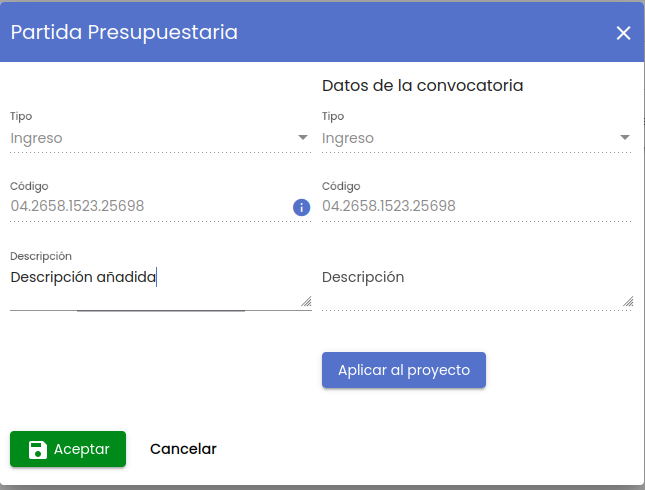 Partida Presupuestaria
Datos de la convocatoria
Tipo
Ingreso
Tipo
Ingreso
Código
04.2658.1523.25698
Código
04.2658.1523.25698
Descripción
Descripción añadida
Descripción
Aplicar al proyecto
Aceptar
Cancelar